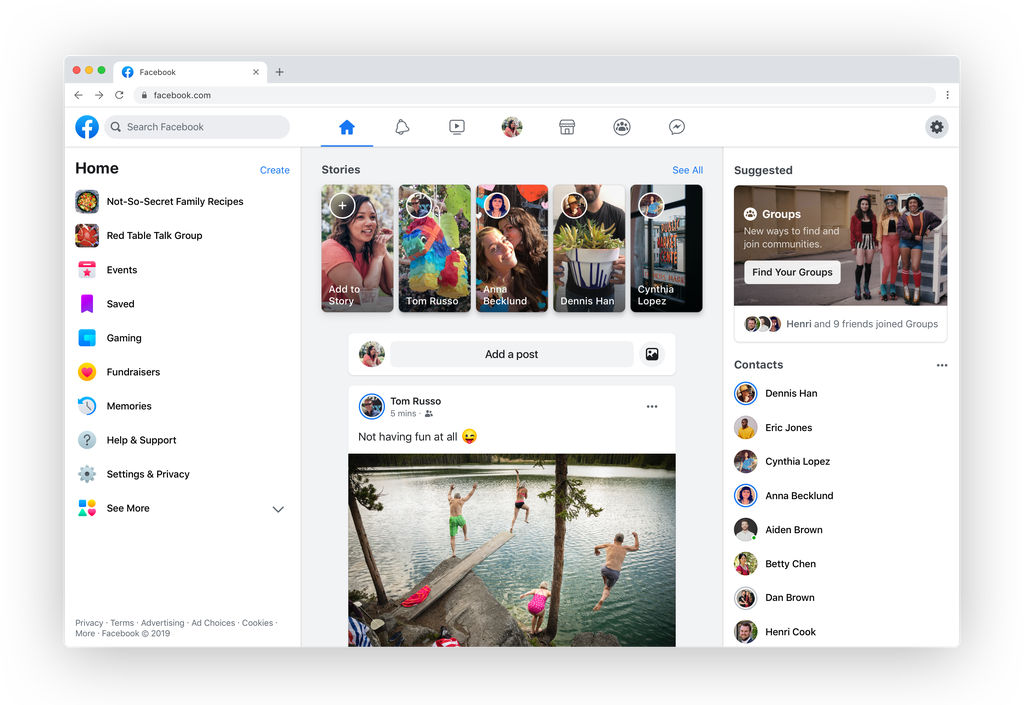 Facebook
facebook.com
Search Facebook
Home
Create
Not-So-Secret Family Recipes
Red Table Talk Group
Events
Saved
Gaming
Fundraisers
Memories
Help & Support
Settings & Privacy
See More
Privacy · Terms · Advertising · Ad Choices · Cookies ·
More · Facebook © 2019
Stories
See All
Add to
Story
Tom Russo
Anna
Becklund
Dennis Han
Cynthia
Lopez
Add a post
Tom Russo
5 mins ·
Not having fun at all 😜
Suggested
Groups
New ways to find and
join communities.
Find Your Groups
Henri and 9 friends joined Groups
Contacts
Dennis Han
Eric Jones
Cynthia Lopez
Anna Becklund
Aiden Brown
Betty Chen
Dan Brown
Henri Cook